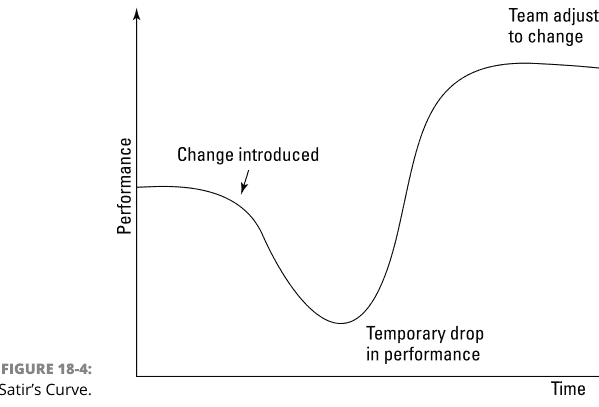 Team adjust
to change
Change introduced
Performance
Temporary drop
in performance
FIGURE 18-4:
Satir's Curve.
Time